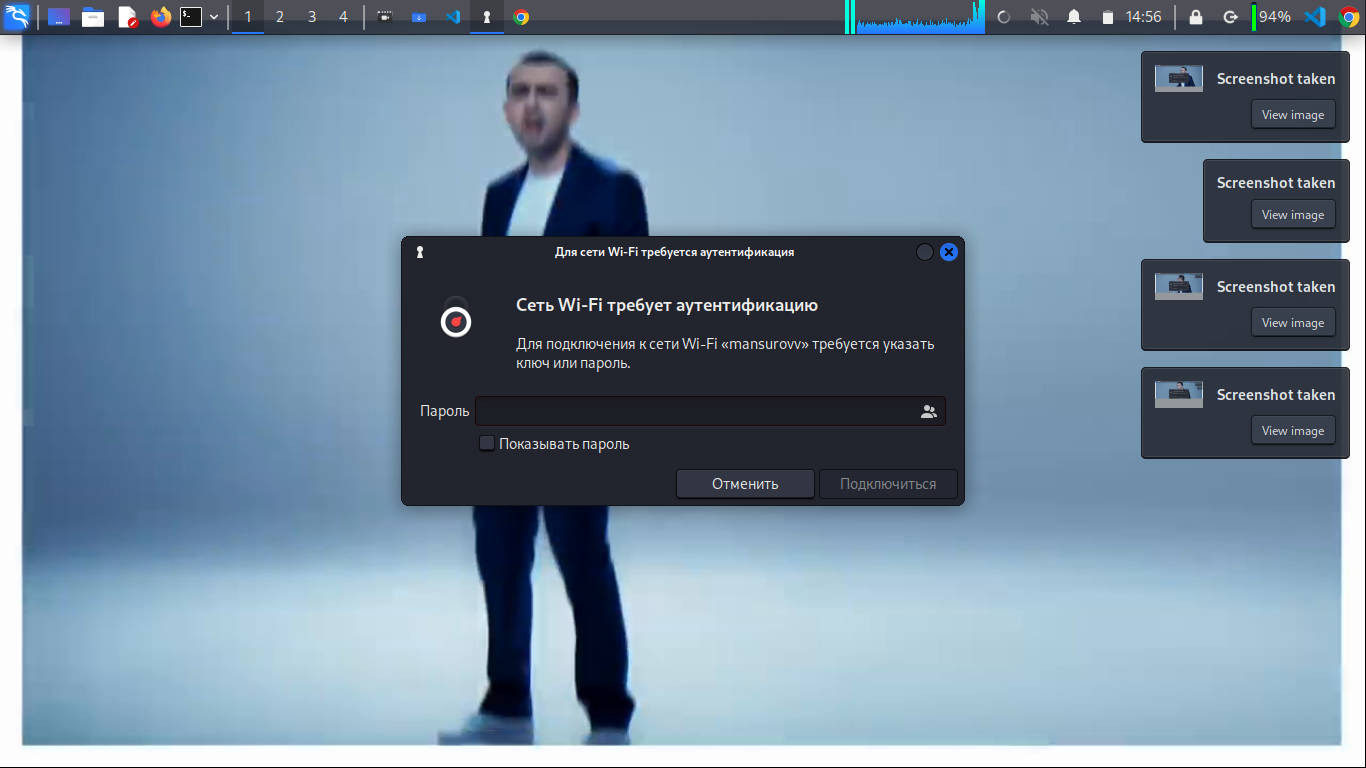 1 2 3 4 14:56 94%
Screenshot taken
View image
Screenshot taken
View image
Screenshot taken
View image
Screenshot taken
View image
Для сети Wi-Fi требуется аутентификация
Сеть Wi-Fi требует аутентификацию
Для подключения к сети Wi-Fi «mansurovv» требуется указать
ключ или пароль.
Пароль
Показывать пароль
Отменить Подключиться